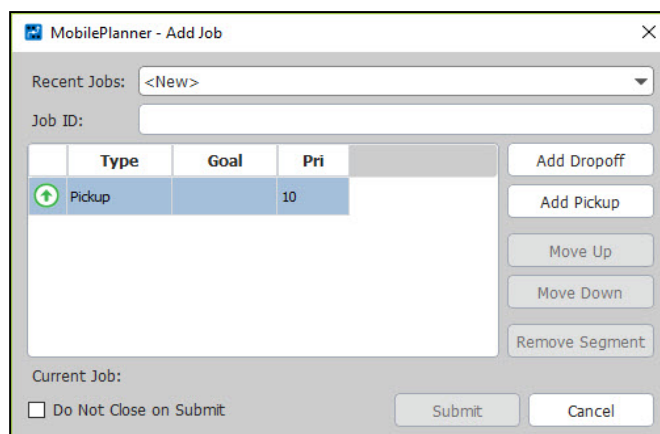 MobilePlanner - Add Job
Recent Jobs: <New>
Job ID:
Type Goal Pri
Add Dropoff
Pickup 10
Add Pickup
Move Up
Move Down
Remove Segment
Current Job:
Do Not Close on Submit
Submit Cancel